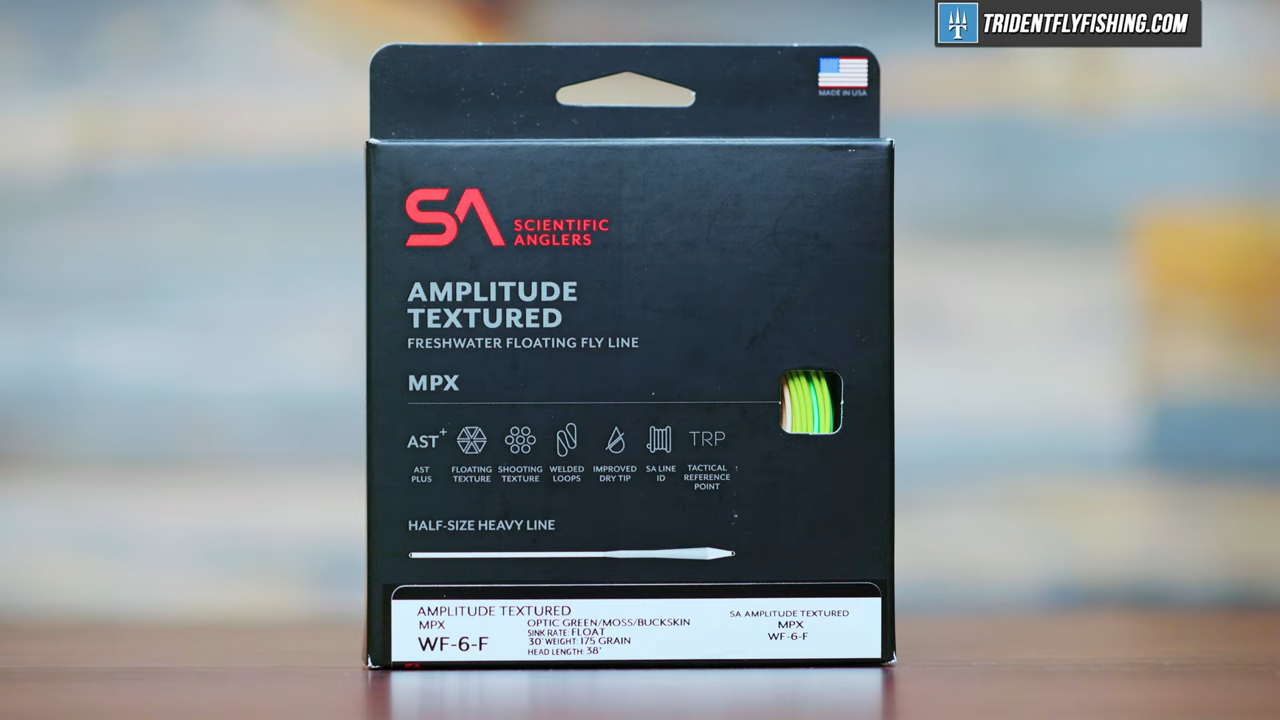 TRIDENTFLYFISHING.COM
MADE IN USA
SA SCIENTIFIC
ANGLERS
AMPLITUDE
TEXTURED
FRESHWATER FLOATING FLY LINE
MPX
AST+
TRP
AST
PLUS
FLOATING
TEXTURE
SHOOTING
TEXTURE
WELDED
LOOPS
IMPROVED
DRY TIP
SA LINE
ID
TACTICAL
REFERENCE
POINT
HALF-SIZE HEAVY LINE
AMPLITUDE TEXTURED
MPX
WF-6-F
OPTIC GREEN/MOSS/BUCKSKIN
SINK RATE: FLOAT
30' WEIGHT: 175 GRAIN
HEAD LENGTH: 38'
SA AMPLITUDE TEXTURED
MPX
WF-6-F